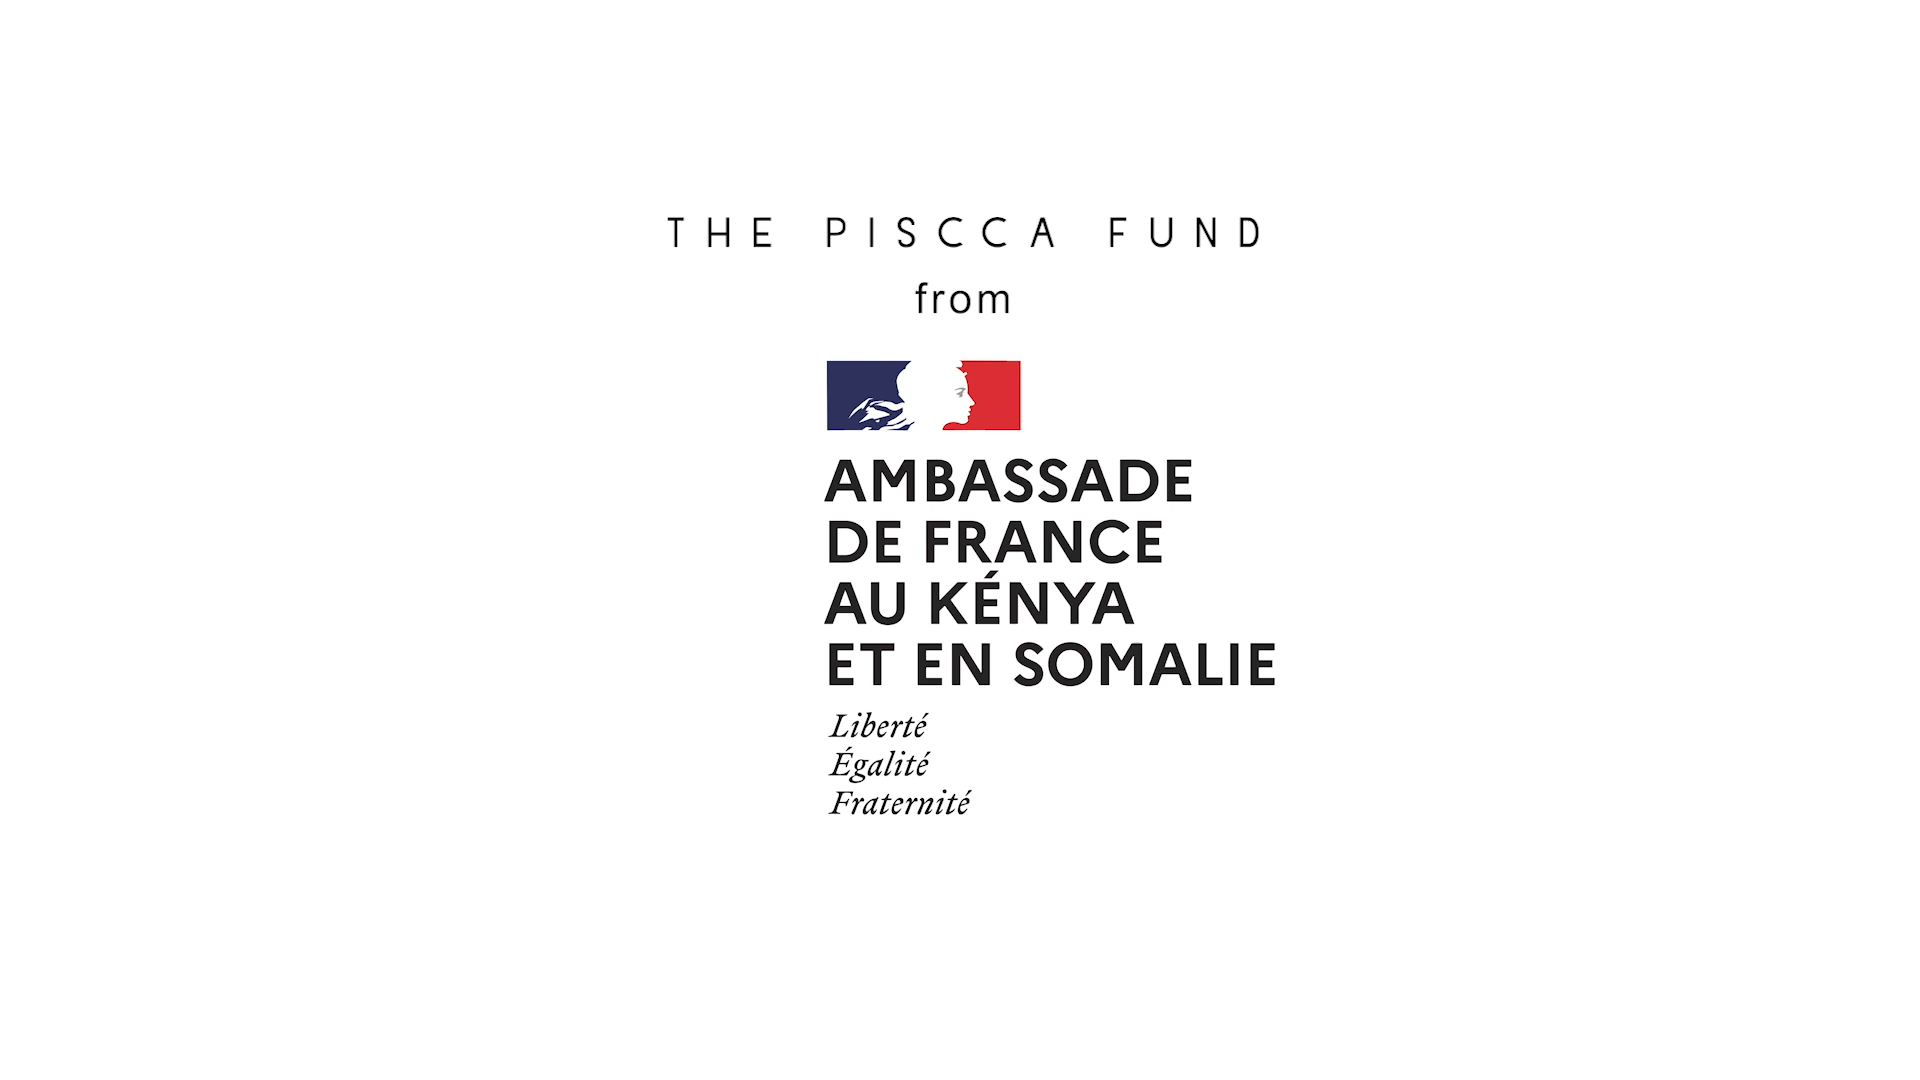 THE PISCCA FUND
from
AMBASSADE
DE FRANCE
AU KÉNYA
ET EN SOMALIE
Liberté
Égalité
Fraternité